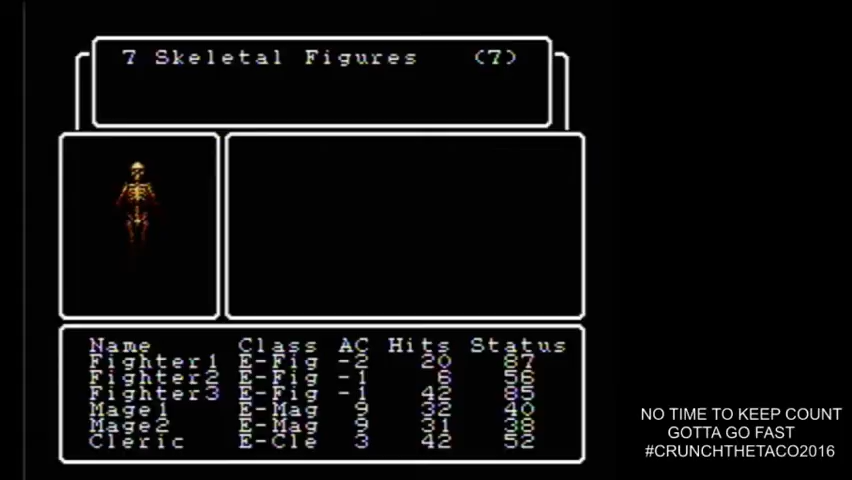 7 Skeletal Figures (7)
Name Class AC Hits Status
Fighter1 E-Fig -2 20 87
Fighter2 E-Fig -1 6 56
Fighter3 E-Fig -1 42 85
Mage1 E-Mag 9 32 40
Mage2 E-Mag 9 31 38
Cleric E-Cle 3 42 52
NO TIME TO KEEP COUNT
GOTTA GO FAST
#CRUNCHTHETACO2016